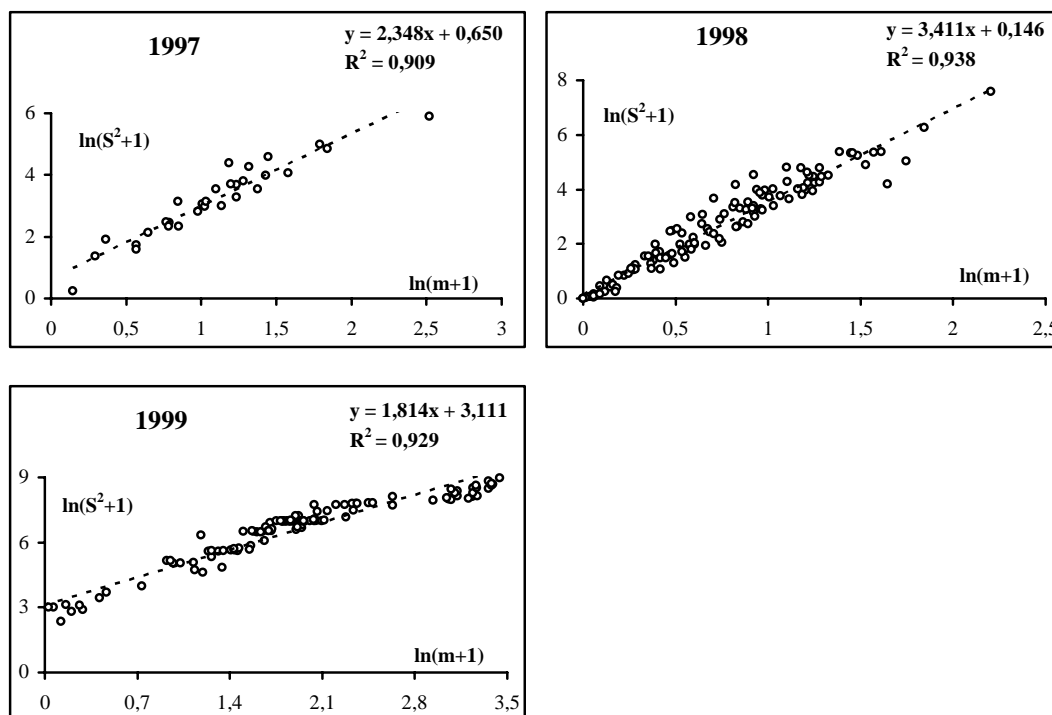 1997
y = 2,348x + 0,650
R² = 0,909
ln(S²+1)
6
4
2
0
ln(m+1)
0 0,5 1 1,5 2 2,5 3
1998
y = 3,411x + 0,146
R² = 0,938
ln(S²+1)
8
6
4
2
0
ln(m+1)
0,0 0,5 1 1,5 2 2,5
1999
y = 1,814x + 3,111
R² = 0,929
ln(S²+1)
9
6
3
0
ln(m+1)
0 0,7 1,4 2,1 2,8 3,5